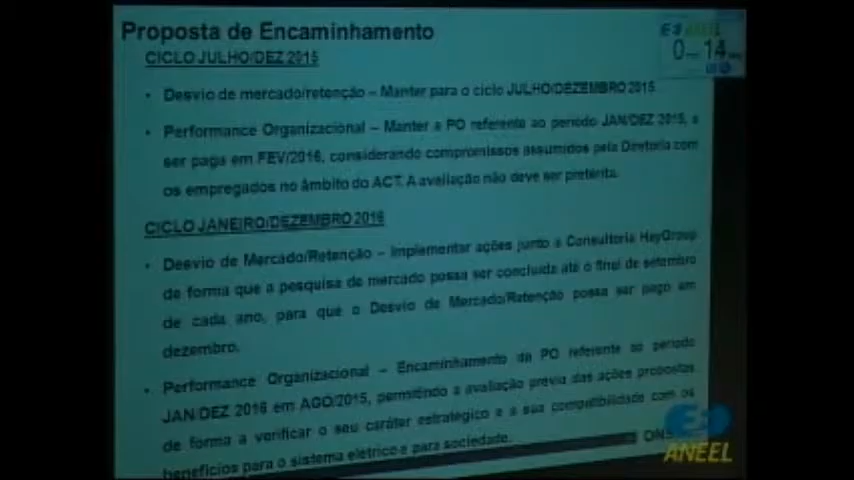 Proposta de Encaminhamento
CICLO JULHO/DEZ 2015
• Desvio de mercado/retenção – Manter para o ciclo JULHO/DEZEMBRO 2015.
• Performance Organizacional – Manter a PO referente ao período JAN/DEZ 2015, a
ser paga em FEV/2016, considerando compromissos assumidos pela Diretoria com
os empregados no âmbito do ACT. A avaliação não deve ser pretérita.
CICLO JANEIRO/DEZEMBRO 2016
• Desvio de Mercado/Retenção – Implementar ações junto a Consultoria HayGroup
de forma que a pesquisa de mercado possa ser concluída até o final de setembro
de cada ano, para que o Desvio de Mercado/Retenção possa ser pago em
dezembro.
• Performance Organizacional – Encaminhamento da PO referente ao período
JAN/DEZ 2016 em AGO/2015, permitindo a avaliação prévia das ações propostas
de forma a verificar o seu caráter estratégico e a sua compatibilidade com os
benefícios para o sistema elétrico e para sociedade.
ONS
ANEEL
0 14